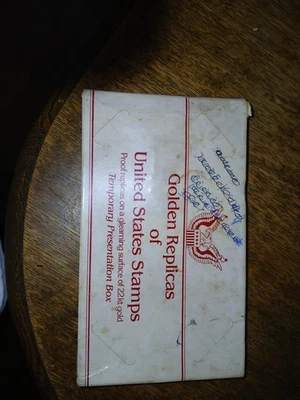 Golden Replicas
of
United States Stamps
Proof replicas on a gleaming surface of 22kt gold
Temporary Presentation Box